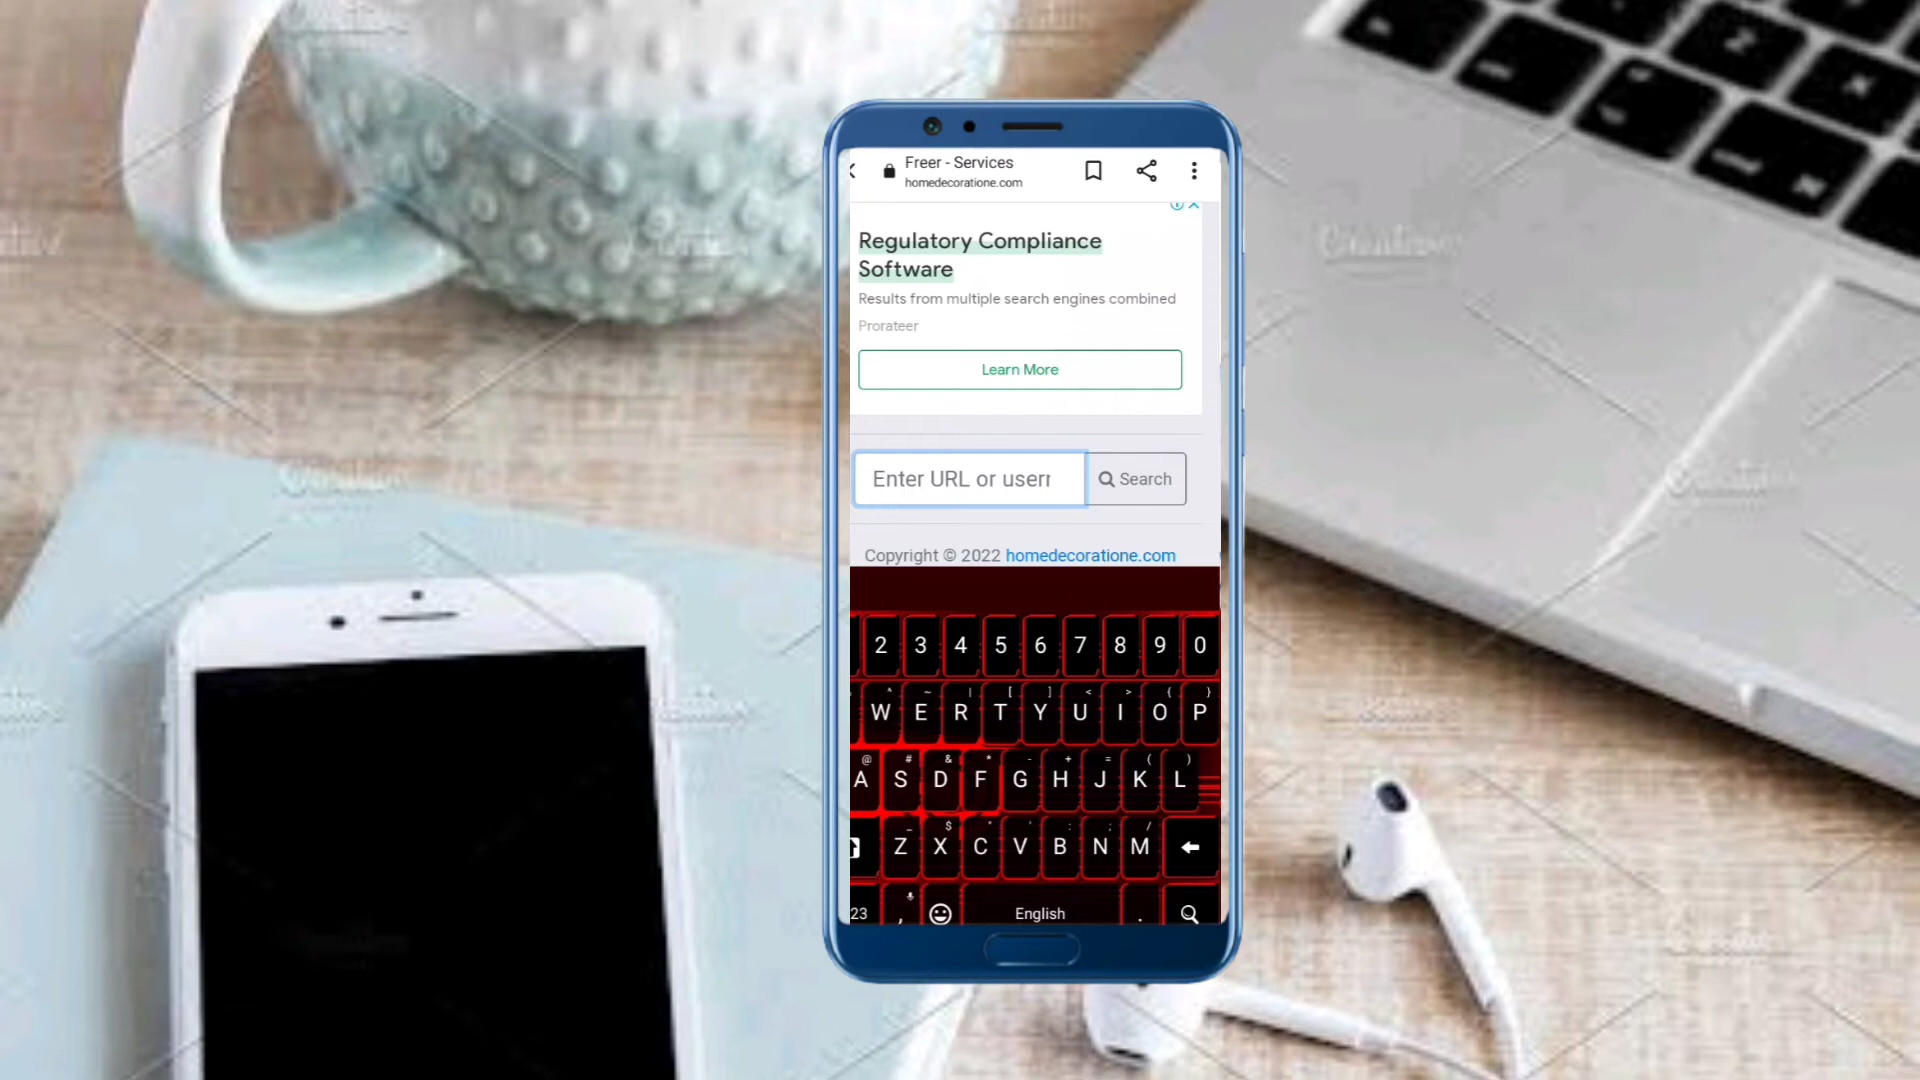 Freer - Services
homedecoratione.com
Regulatory Compliance
Software
Results from multiple search engines combined
Prorateer
Learn More
Enter URL or usern
Search
Copyright © 2022 homedecoratione.com
2 3 4 5 6 7 8 9 0
W E R T Y U I O P
A S D F G H J K L
Z X C V B N M
23 , English .